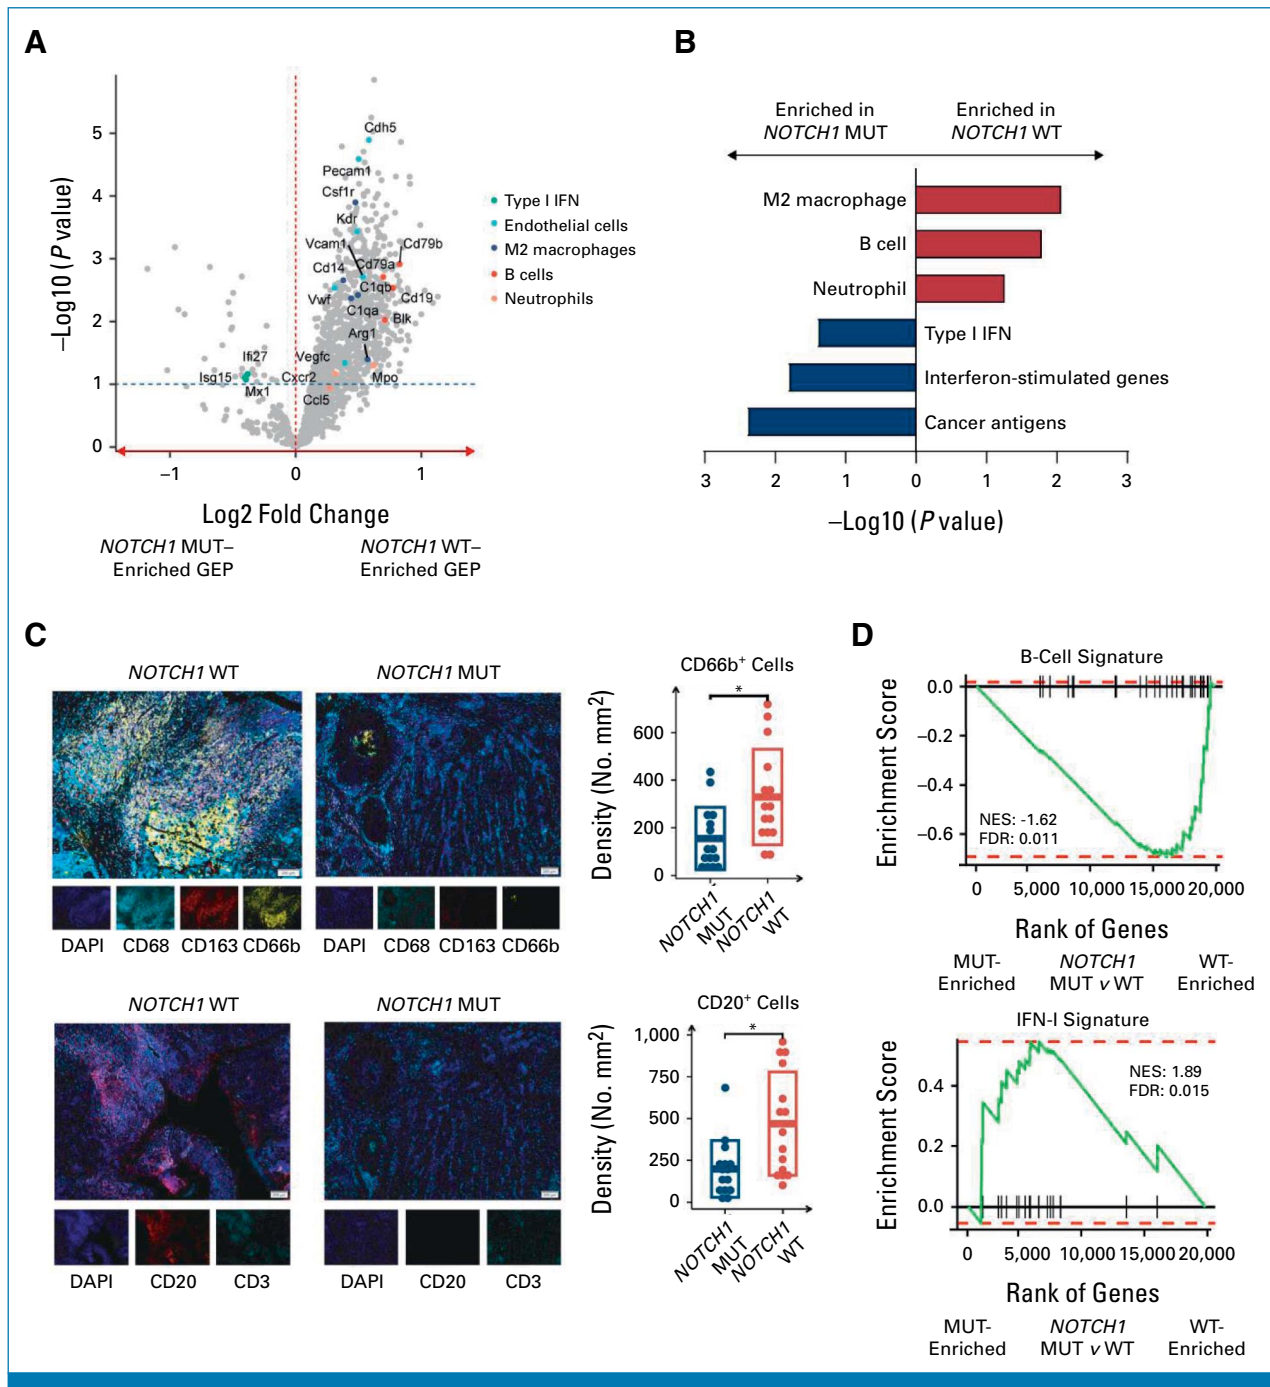 A
–Log10 (P value)
5
4
3
2
1
0
Cdh5
Pecam1
Csf1r
Kdr
Vcam1
Cd79b
Cd79a
Cd14
C1qb
Cd19
Vwf
C1qa
Blk
Arg1
Ifi27
Vegfc
Isg15
Cxcr2
Mpo
Mx1
Ccl5
–1
0
1
Log2 Fold Change
NOTCH1 MUT–
Enriched GEP
NOTCH1 WT–
Enriched GEP
Type I IFN
Endothelial cells
M2 macrophages
B cells
Neutrophils
B
Enriched in
NOTCH1 MUT
Enriched in
NOTCH1 WT
M2 macrophage
B cell
Neutrophil
Type I IFN
Interferon-stimulated genes
Cancer antigens
3 2 1 0 1 2 3
–Log10 (P value)
C
NOTCH1 WT
NOTCH1 MUT
DAPI CD68 CD163 CD66b
DAPI CD68 CD163 CD66b
CD66b+ Cells
*
Density (No. mm2)
600
400
200
0
NOTCH1
MUT
NOTCH1
WT
NOTCH1 WT
NOTCH1 MUT
DAPI CD20 CD3
DAPI CD20 CD3
CD20+ Cells
*
Density (No. mm2)
1,000
750
500
250
0
NOTCH1
MUT
NOTCH1
WT
D
B-Cell Signature
Enrichment Score
0.0
–0.2
–0.4
–0.6
NES: -1.62
FDR: 0.011
0 5,000 10,000 15,000 20,000
Rank of Genes
MUT-
Enriched
NOTCH1
MUT v WT
WT-
Enriched
IFN-I Signature
Enrichment Score
0.4
0.2
0.0
NES: 1.89
FDR: 0.015
0 5,000 10,000 15,000 20,000
Rank of Genes
MUT-
Enriched
NOTCH1
MUT v WT
WT-
Enriched